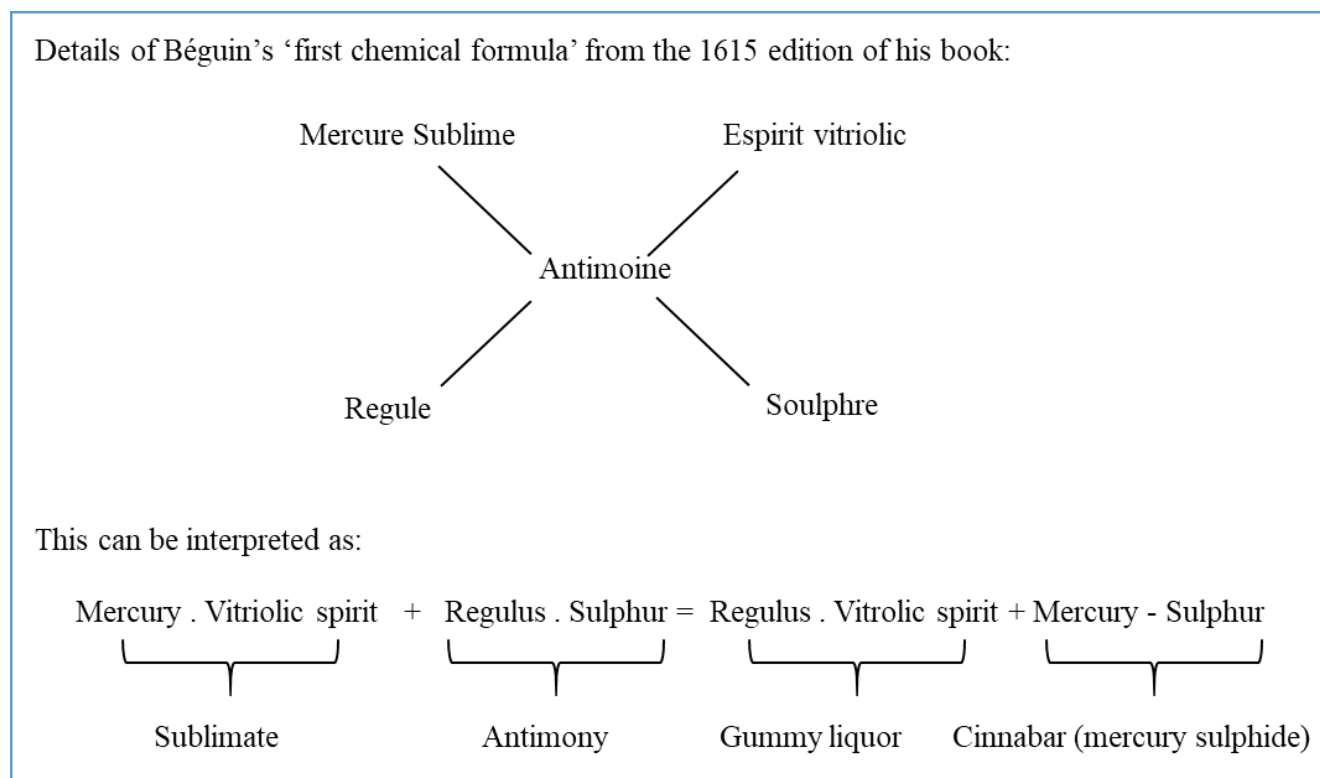 Details of Béguin’s ‘first chemical formula’ from the 1615 edition of his book:
Mercure Sublime Espirit vitriolic
Antimoine
Regule Soulphre
This can be interpreted as:
Mercury . Vitriolic spirit + Regulus . Sulphur = Regulus . Vitrolic spirit + Mercury - Sulphur
Sublimate Antimony Gummy liquor Cinnabar (mercury sulphide)